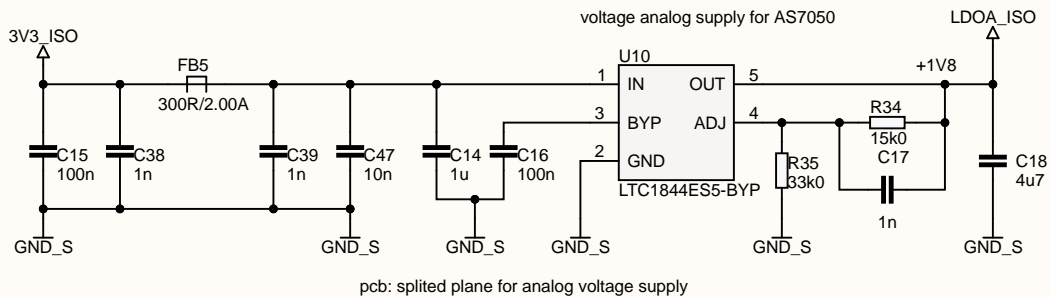 voltage analog supply for AS7050
3V3_ISO
LDOA_ISO
FB5
300R/2.00A
U10
+1V8
1
IN
OUT
5
3
BYP
ADJ
4
2
GND
LTC1844ES5-BYP
R34
15k0
C17
1n
R35
33k0
C15
100n
C38
1n
C39
1n
C47
10n
C14
1u
C16
100n
C18
4u7
GND_S
GND_S
GND_S
GND_S
GND_S
GND_S
pcb: splited plane for analog voltage supply